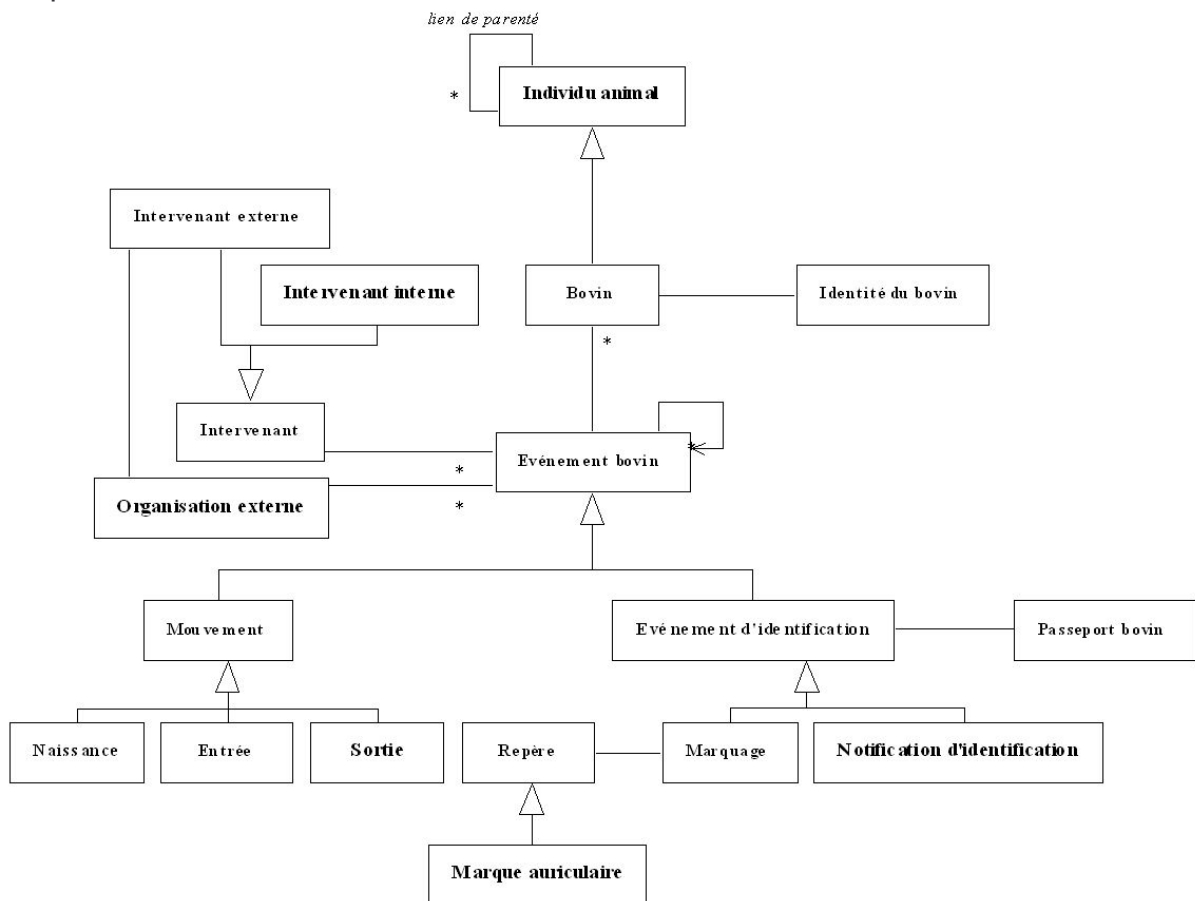 lien de parenté
Individu animal
*
Intervenant externe
Intervenant interne
Bovin
Identité du bovin
*
Intervenant
Evénement bovin
*
*
Organisation externe
*
Mouvement
Evénement d'identification
Passeport bovin
Naissance
Entrée
Sortie
Repère
Marquage
Notification d'identification
Marque auriculaire